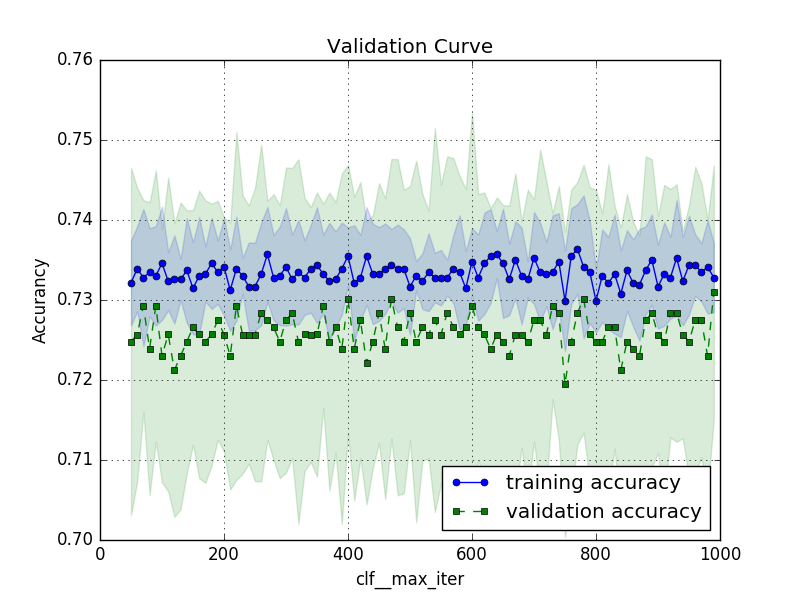 Validation Curve
0.76
0.75
0.74
0.73
0.72
0.71
0.70
Accurancy
0
200
400
600
800
1000
clf__max_iter
training accuracy
validation accuracy